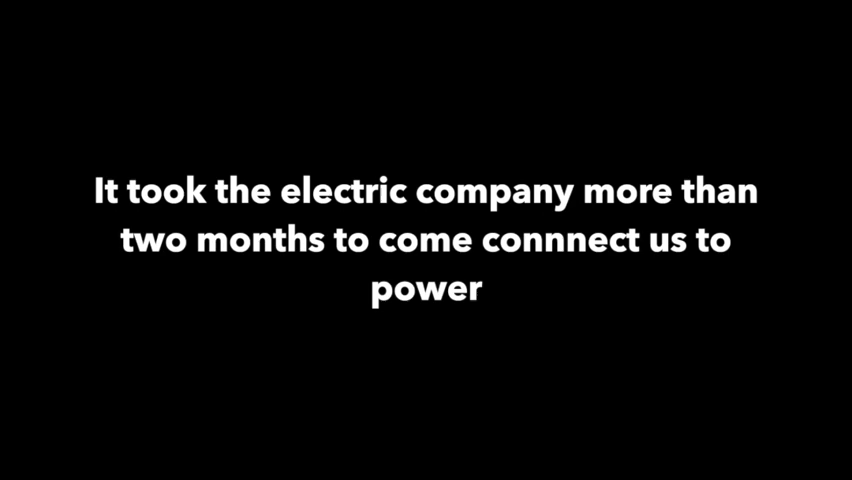 It took the electric company more than
two months to come connnect us to
power